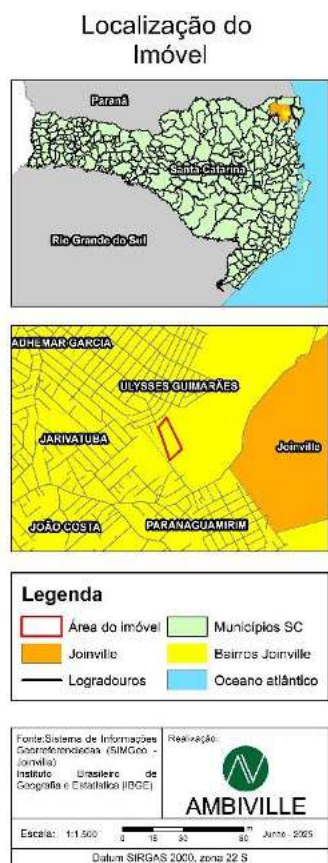 Localização do
Imóvel
Paraná
Santa Catarina
Rio Grande do Sul
ADHEMAR GARCIA
ULYSSES GUIMARÃES
JARIVATUBA
Joinville
JOÃO COSTA
PARANAGUAMIRIM
Legenda
Área do imóvel
Municípios SC
Joinville
Bairros Joinville
Logradouros
Oceano atlântico
Fonte:Sistema de Informações
Georreferenciadas (SIMGeo -
Joinville)
Instituto Brasileiro de
Geografia e Estatística (IBGE)
Realização:
AMBIVILLE
Escala: 1:1.500
m
0 15 30 60
Junho - 2025
Datum SIRGAS 2000, zona 22 S